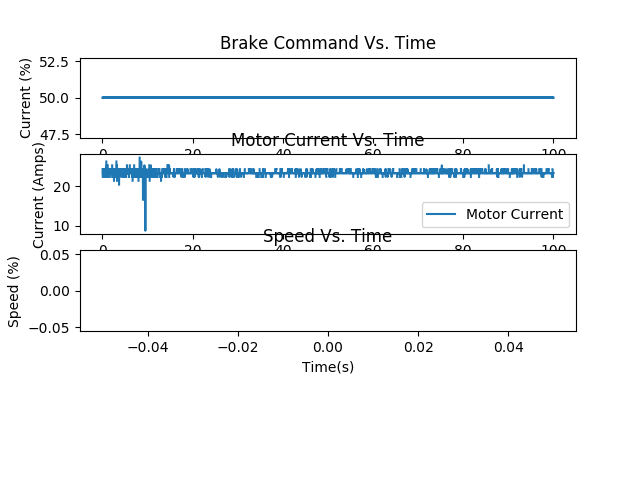 Brake Command Vs. Time
52.5
50.0
47.5
Current (%)
0 20 40 60 80 100
Motor Current Vs. Time
20
10
Current (Amps)
Motor Current
0 20 40 60 80 100
Speed Vs. Time
0.05
0.00
−0.05
Speed (%)
−0.04 −0.02 0.00 0.02 0.04
Time(s)